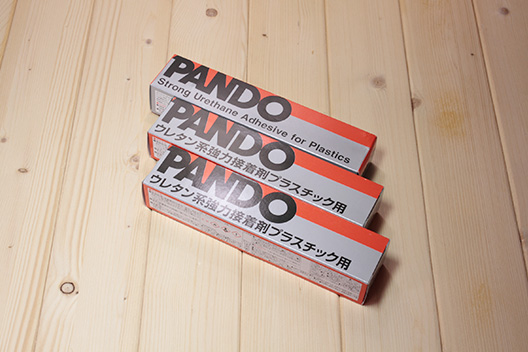 PANDO
Strong Urethane Adhesive for Plastics
PANDO
ウレタン系強力接着剤プラスチック用
PANDO
ウレタン系強力接着剤プラスチック用